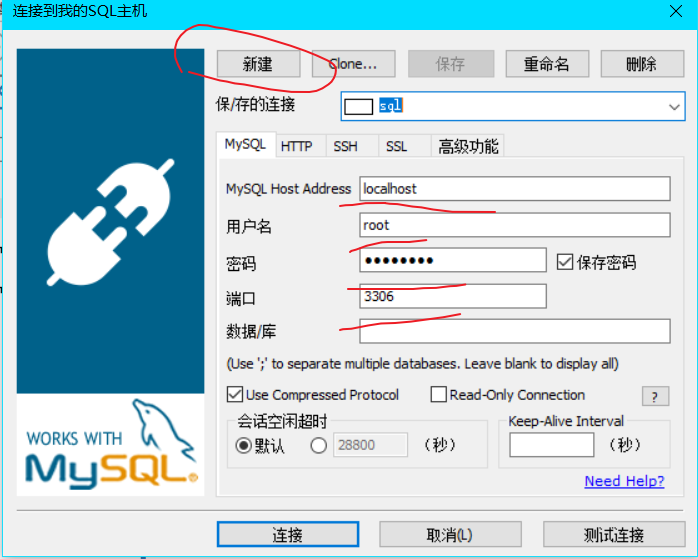 连接到我的SQL主机
新建 Clone... 保存 重命名 删除
保/存的连接 sql
MySQL HTTP SSH SSL 高级功能
MySQL Host Address localhost
用户名 root
密码 ●●●●●●●● 保存密码
端口 3306
数据/库
(Use ';' to separate multiple databases. Leave blank to display all)
Use Compressed Protocol Read-Only Connection ?
会话空闲超时 Keep-Alive Interval
默认 28800 （秒） （秒）
Need Help?
WORKS WITH
MySQL®
连接 取消(L) 测试连接